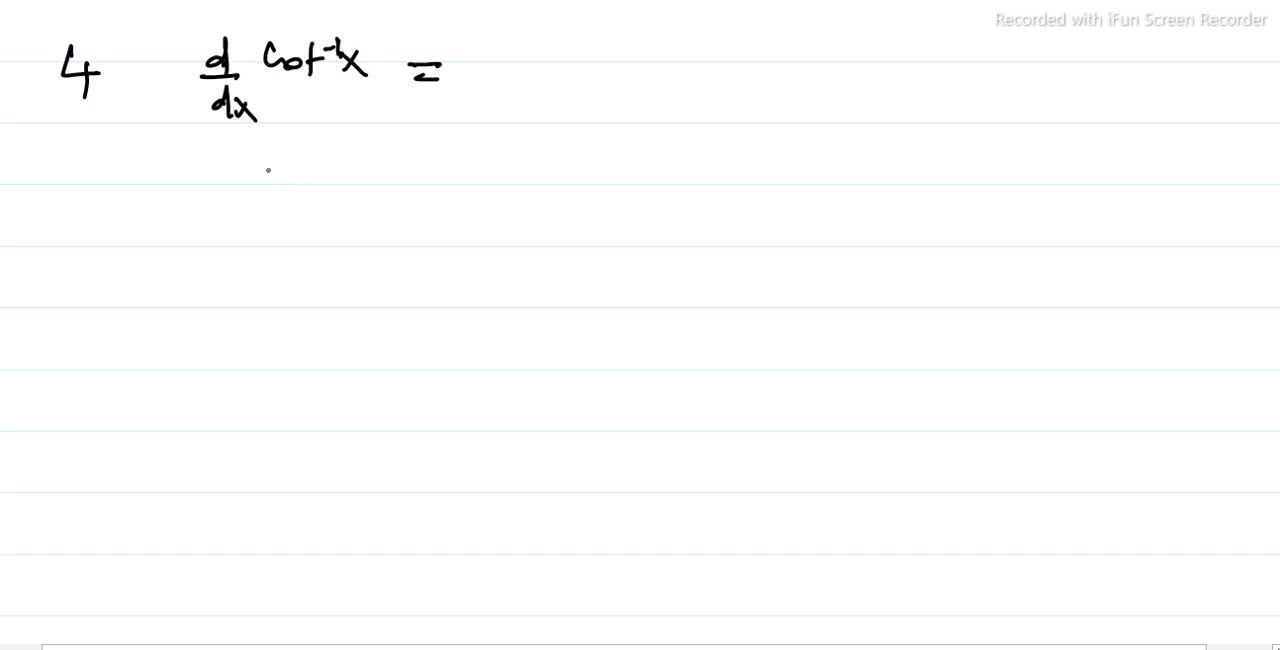 Recorded with iFun Screen Recorder
4 d/dx Cot⁻¹x =